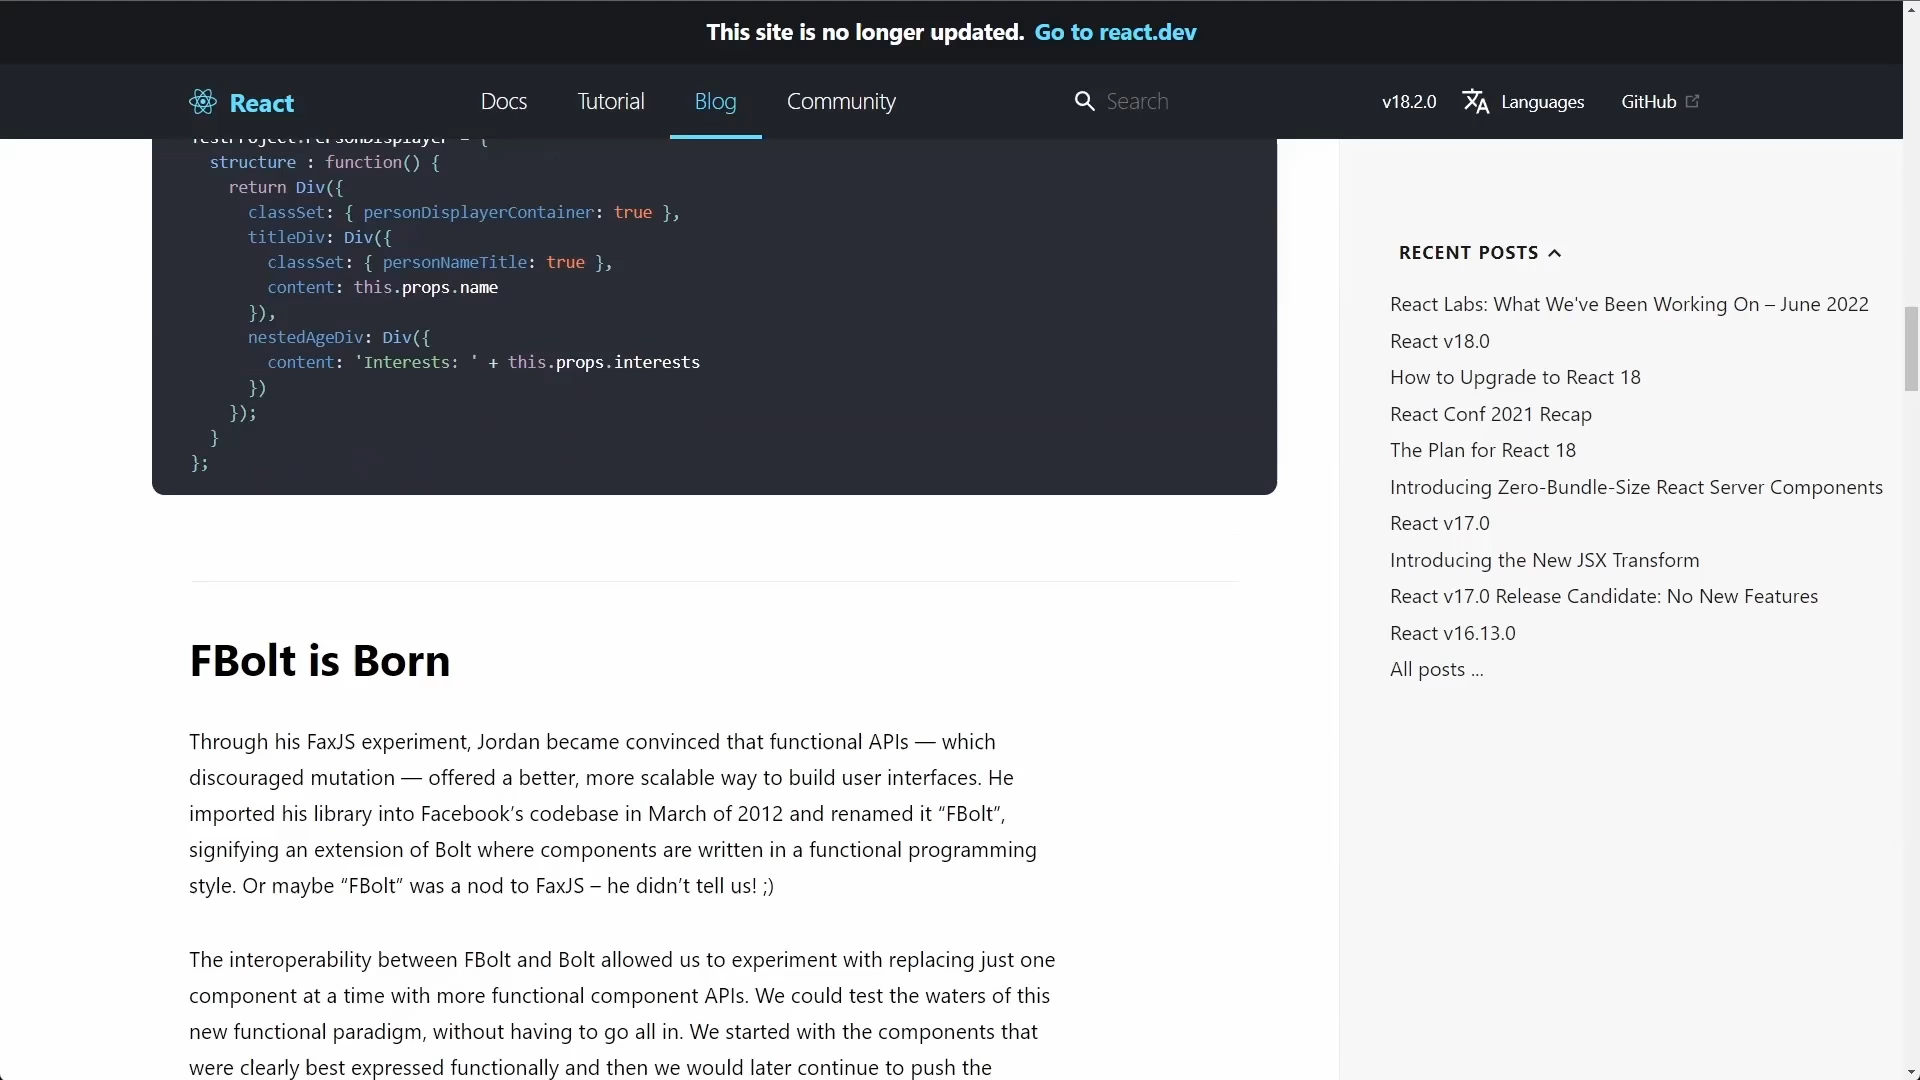 This site is no longer updated. Go to react.dev
React
Docs
Tutorial
Blog
Community
Search
v18.2.0
Languages
GitHub
TestProject.PersonDisplayer = {
structure : function() {
return Div({
classSet: { personDisplayerContainer: true },
titleDiv: Div({
classSet: { personNameTitle: true },
content: this.props.name
}),
nestedAgeDiv: Div({
content: 'Interests: ' + this.props.interests
})
});
}
};
FBolt is Born
Through his FaxJS experiment, Jordan became convinced that functional APIs — which
discouraged mutation — offered a better, more scalable way to build user interfaces. He
imported his library into Facebook’s codebase in March of 2012 and renamed it “FBolt”,
signifying an extension of Bolt where components are written in a functional programming
style. Or maybe “FBolt” was a nod to FaxJS – he didn’t tell us! ;)
The interoperability between FBolt and Bolt allowed us to experiment with replacing just one
component at a time with more functional component APIs. We could test the waters of this
new functional paradigm, without having to go all in. We started with the components that
were clearly best expressed functionally and then we would later continue to push the
RECENT POSTS
React Labs: What We've Been Working On – June 2022
React v18.0
How to Upgrade to React 18
React Conf 2021 Recap
The Plan for React 18
Introducing Zero-Bundle-Size React Server Components
React v17.0
Introducing the New JSX Transform
React v17.0 Release Candidate: No New Features
React v16.13.0
All posts ...